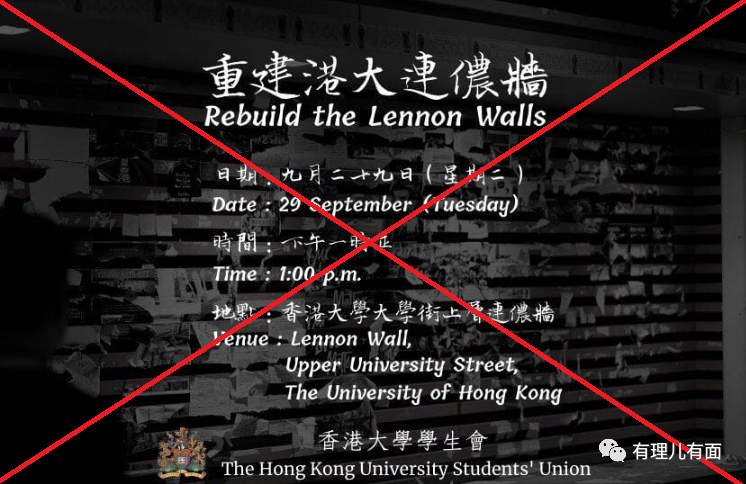 重建港大連儂牆
Rebuild the Lennon Walls
日期：九月二十九日（星期二）
Date : 29 September (Tuesday)
時間：下午一時正
Time : 1:00 p.m.
地點：香港大學大學街上層連儂牆
Venue : Lennon Wall,
Upper University Street,
The University of Hong Kong
香港大學學生會
The Hong Kong University Students' Union
有理儿有面